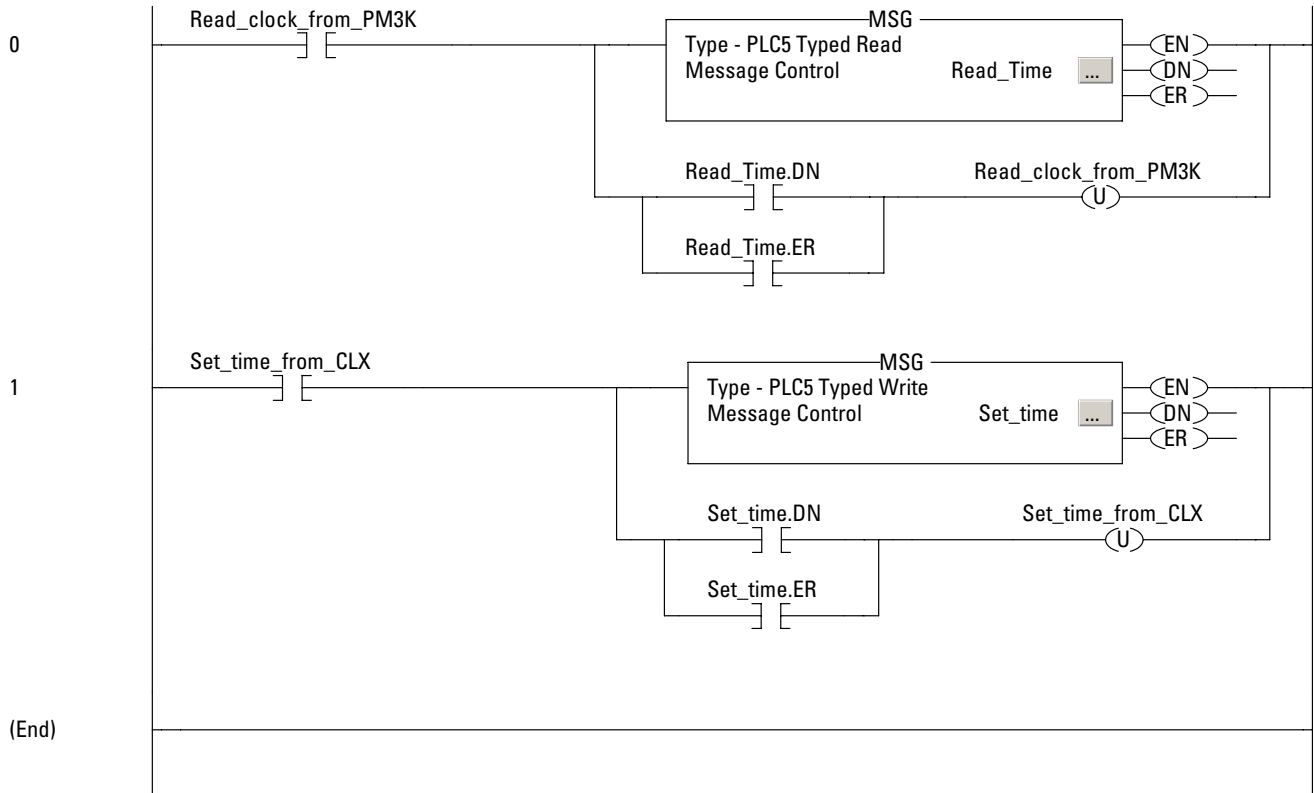 Read_clock_from_PM3K
MSG
0
Type - PLC5 Typed Read
EN
Message Control
Read_Time
...
DN
ER
Read_Time.DN
Read_clock_from_PM3K
U
Read_Time.ER
Set_time_from_CLX
MSG
1
Type - PLC5 Typed Write
EN
Message Control
Set_time
...
DN
ER
Set_time.DN
Set_time_from_CLX
U
Set_time.ER
(End)